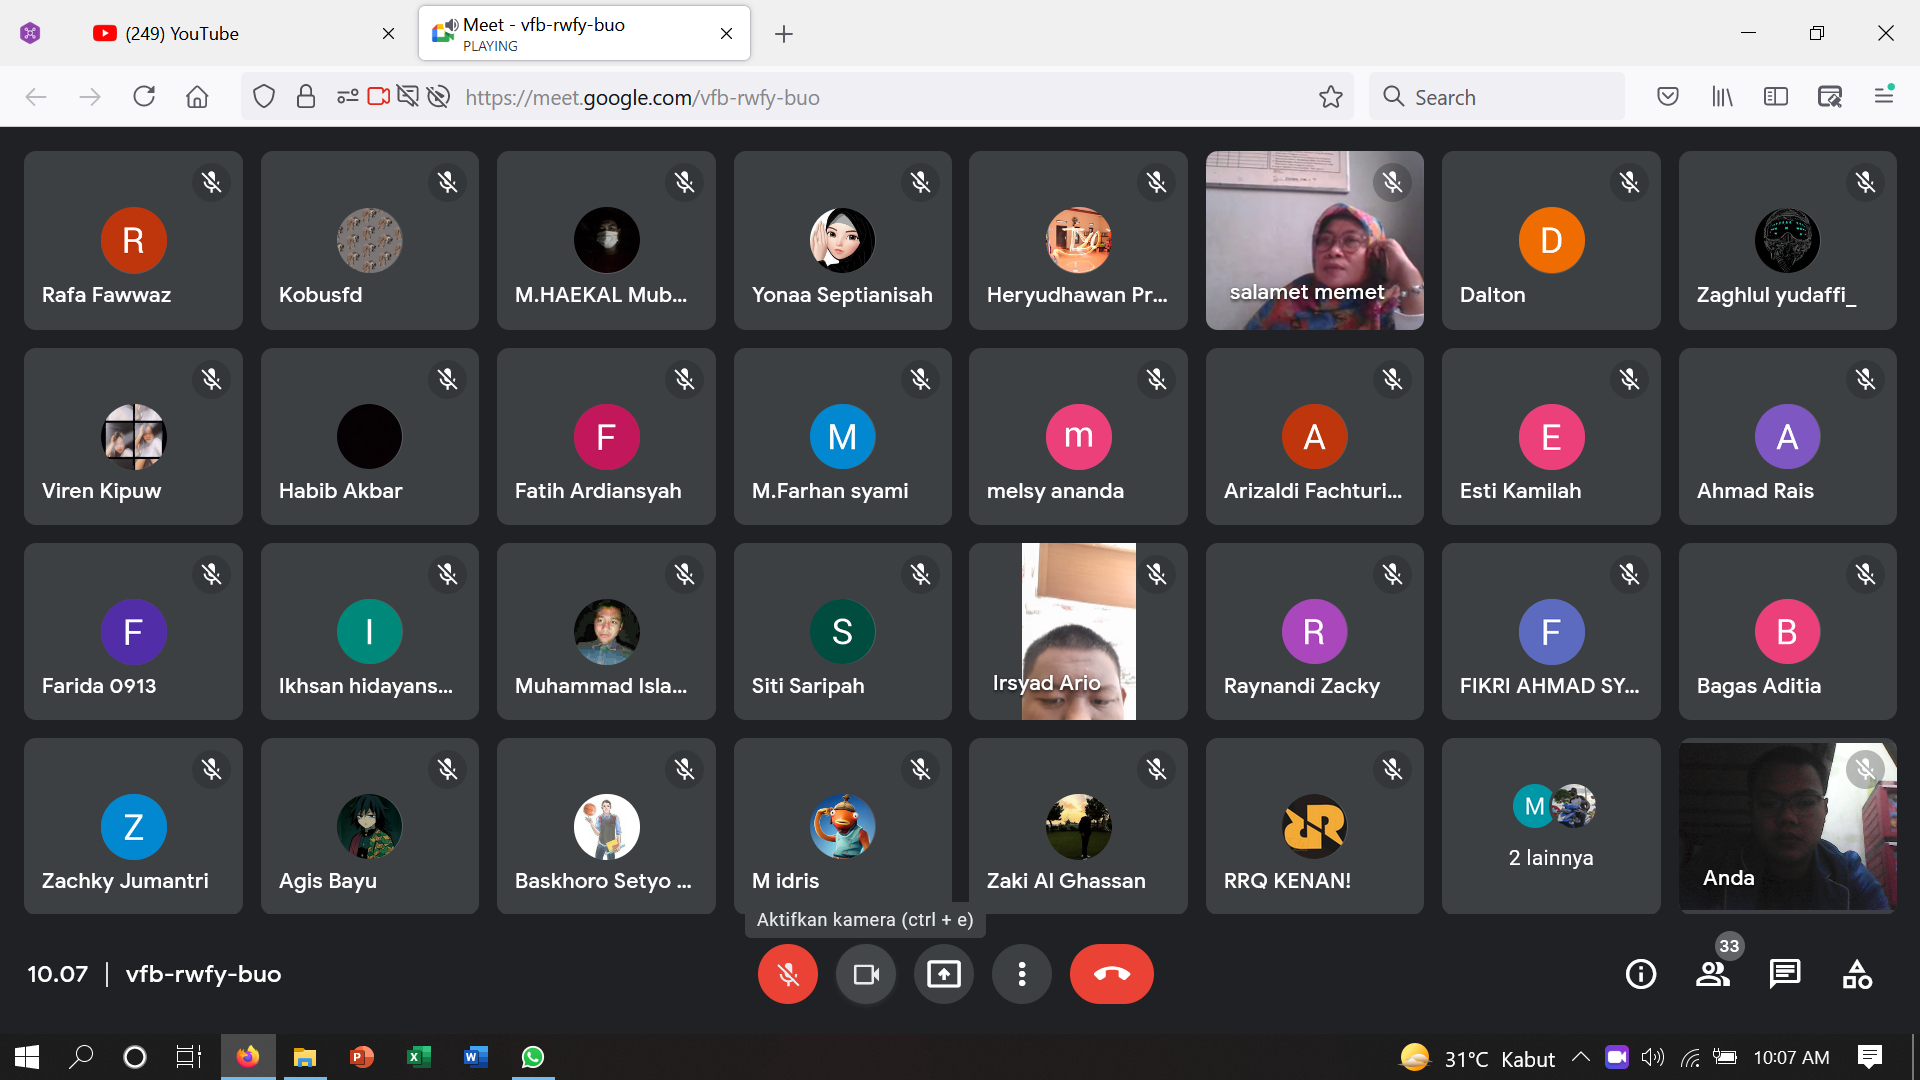 (249) YouTube
Meet - vfb-rwfy-buo
PLAYING
https://meet.google.com/vfb-rwfy-buo
Search
R
Rafa Fawwaz
Kobusfd
M.HAEKAL Mub...
Yonaa Septianisah
Heryudhawan Pr...
salamet memet
D
Dalton
Zaghlul yudaffi_
Viren Kipuw
Habib Akbar
F
Fatih Ardiansyah
M
M.Farhan syami
m
melsy ananda
A
Arizaldi Fachturi...
E
Esti Kamilah
A
Ahmad Rais
F
Farida 0913
I
Ikhsan hidayans...
Muhammad Isla...
S
Siti Saripah
Irsyad Ario
R
Raynandi Zacky
F
FIKRI AHMAD SY...
B
Bagas Aditia
Z
Zachky Jumantri
Agis Bayu
Baskhoro Setyo ...
M idris
Zaki Al Ghassan
RRQ KENAN!
M
2 lainnya
Anda
Aktifkan kamera (ctrl + e)
10.07 | vfb-rwfy-buo
33
31°C Kabut
10:07 AM